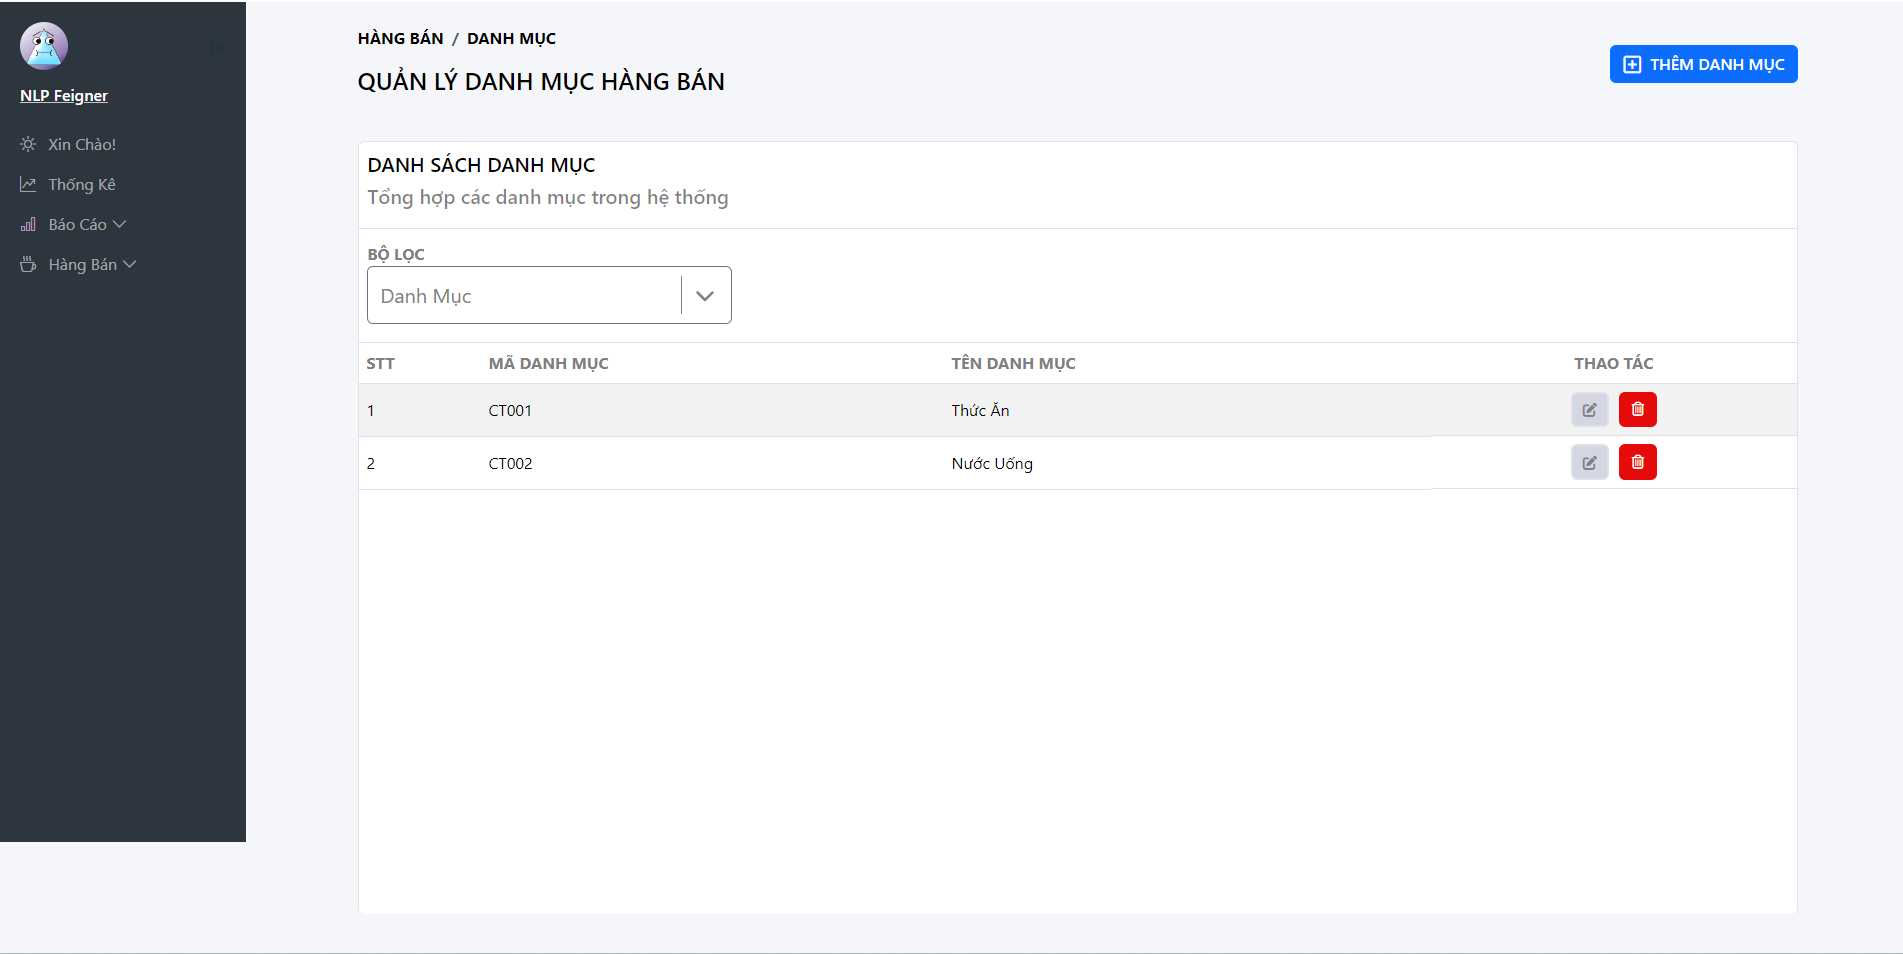 NLP Feigner
Xin Chào!
Thống Kê
Báo Cáo
Hàng Bán
HÀNG BÁN / DANH MỤC
QUẢN LÝ DANH MỤC HÀNG BÁN
THÊM DANH MỤC
DANH SÁCH DANH MỤC
Tổng hợp các danh mục trong hệ thống
BỘ LỌC
Danh Mục
STT MÃ DANH MỤC TÊN DANH MỤC THAO TÁC
1 CT001 Thức Ăn
2 CT002 Nước Uống